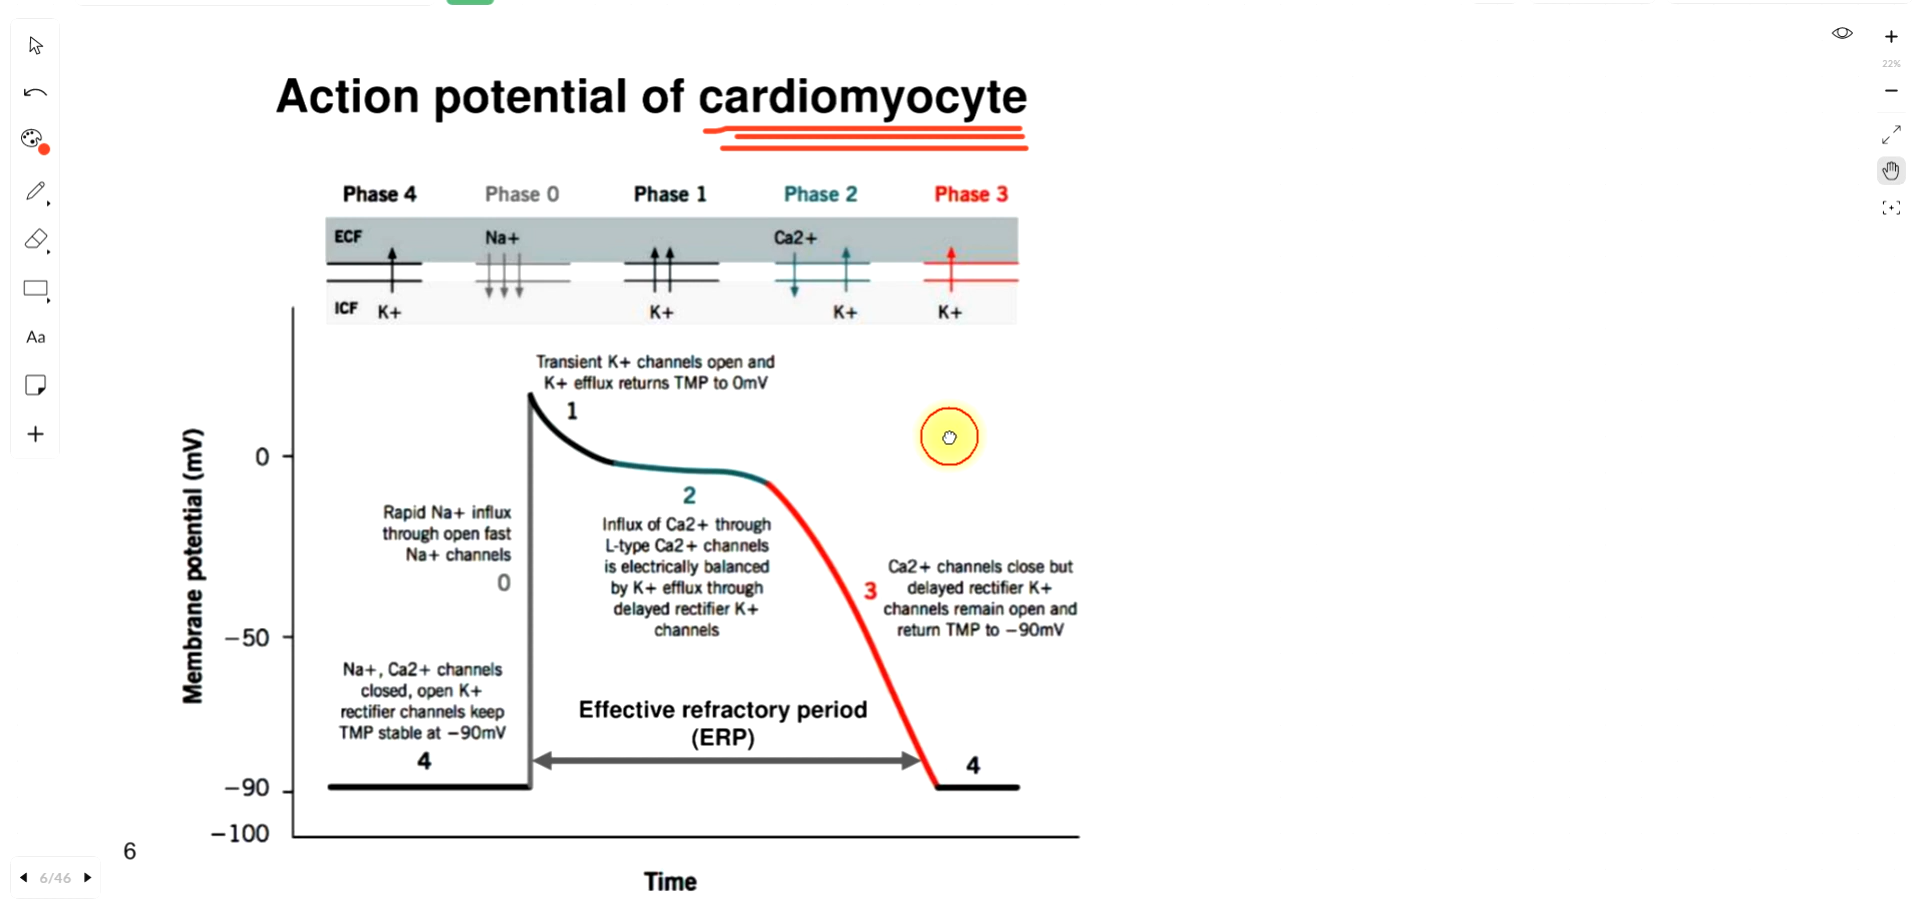 22%
Action potential of cardiomyocyte
Phase 4 Phase 0 Phase 1 Phase 2 Phase 3
ECF Na+ Ca2+
ICF K+ K+ K+ K+
Transient K+ channels open and
K+ efflux returns TMP to 0mV
1
Membrane potential (mV)
0
−50
−90
−100
Rapid Na+ influx
through open fast
Na+ channels
0
2
Influx of Ca2+ through
L-type Ca2+ channels
is electrically balanced
by K+ efflux through
delayed rectifier K+
channels
3
Ca2+ channels close but
delayed rectifier K+
channels remain open and
return TMP to −90mV
Na+, Ca2+ channels
closed, open K+
rectifier channels keep
TMP stable at −90mV
4
Effective refractory period
(ERP)
4
Time
6
6/46
Aa